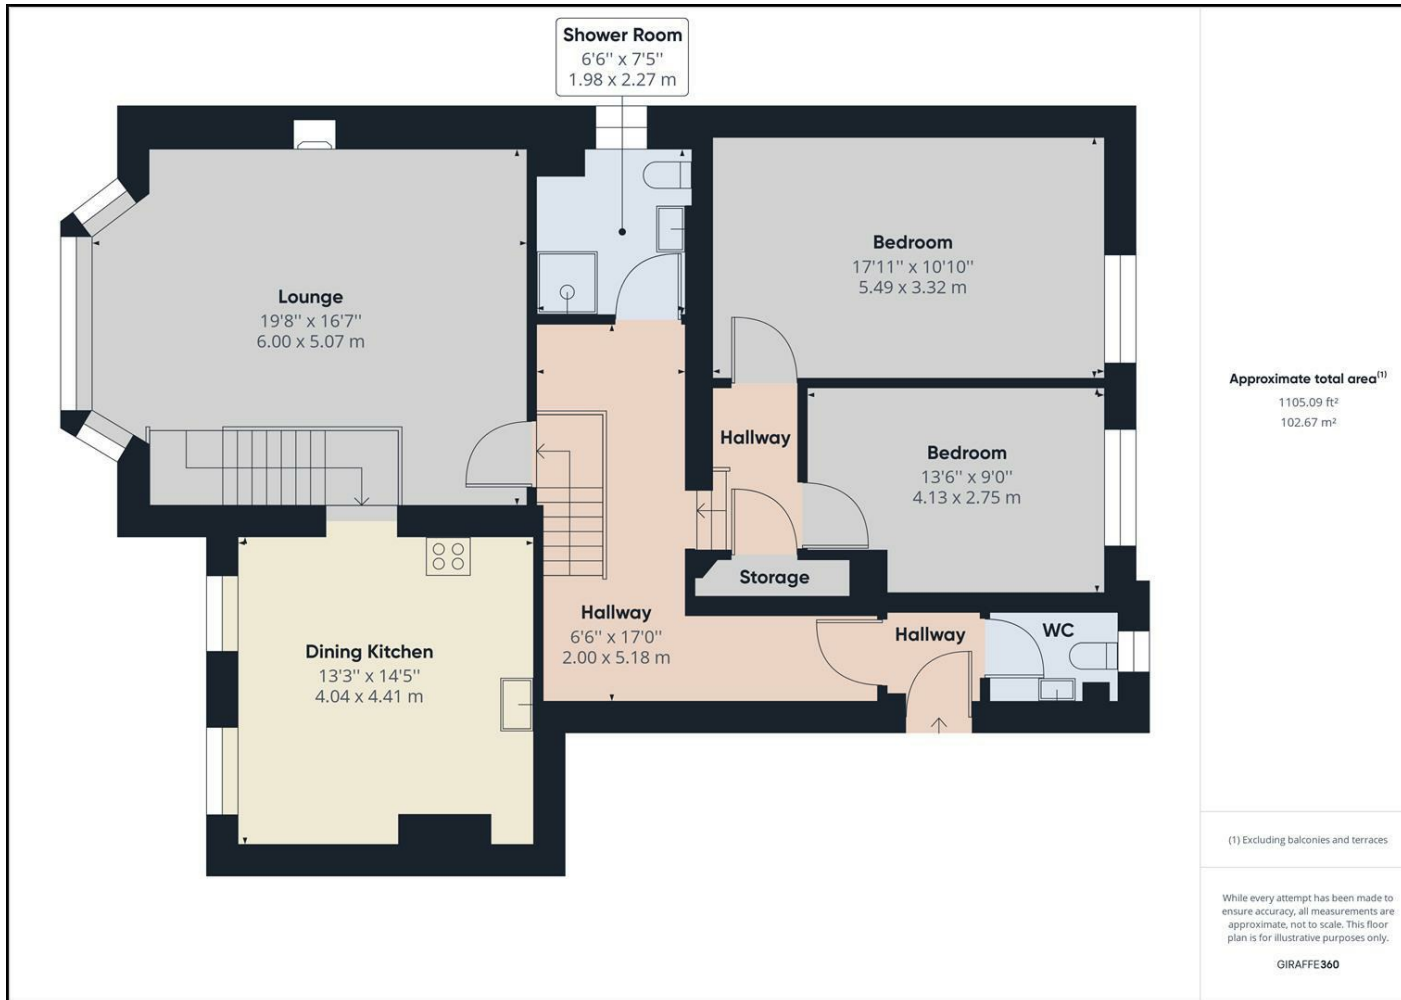 Shower Room
6'6'' x 7'5''
1.98 x 2.27 m
Lounge
19'8'' x 16'7''
6.00 x 5.07 m
Bedroom
17'11'' x 10'10''
5.49 x 3.32 m
Hallway
Bedroom
13'6'' x 9'0''
4.13 x 2.75 m
Storage
Hallway
6'6'' x 17'0''
2.00 x 5.18 m
Hallway
WC
Dining Kitchen
13'3'' x 14'5''
4.04 x 4.41 m
Approximate total area(1)
1105.09 ft²
102.67 m²
(1) Excluding balconies and terraces
While every attempt has been made to
ensure accuracy, all measurements are
approximate, not to scale. This floor
plan is for illustrative purposes only.
GIRAFFE360